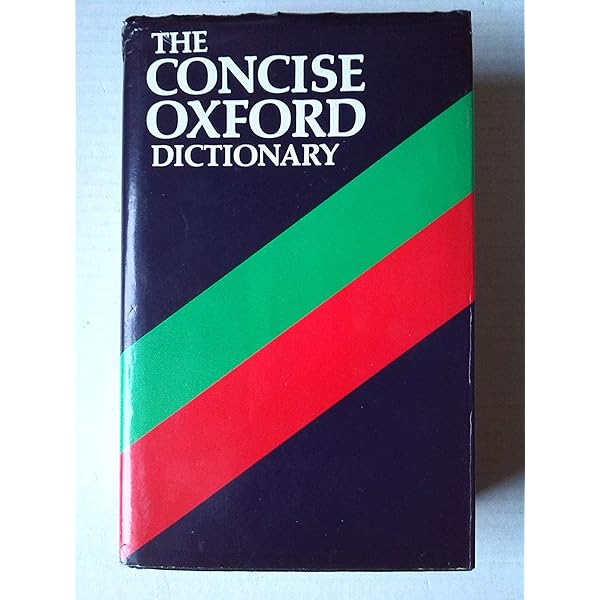 THE
CONCISE
OXFORD
DICTIONARY